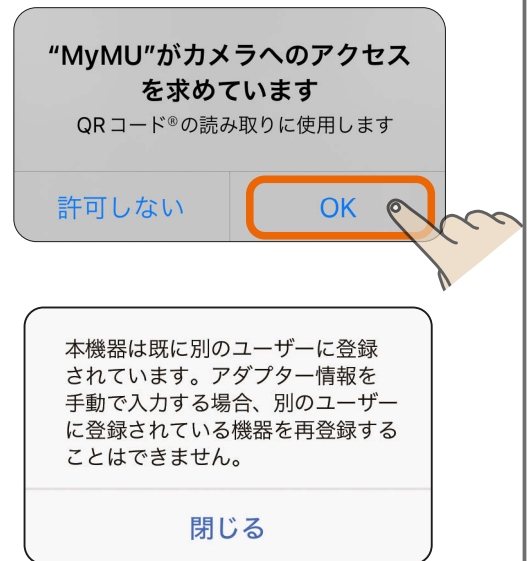 “MyMU”がカメラへのアクセス
を求めています
QRコード®の読み取りに使用します
許可しない
OK
本機器は既に別のユーザーに登録
されています。アダプター情報を
手動で入力する場合、別のユーザー
に登録されている機器を再登録する
ことはできません。
閉じる